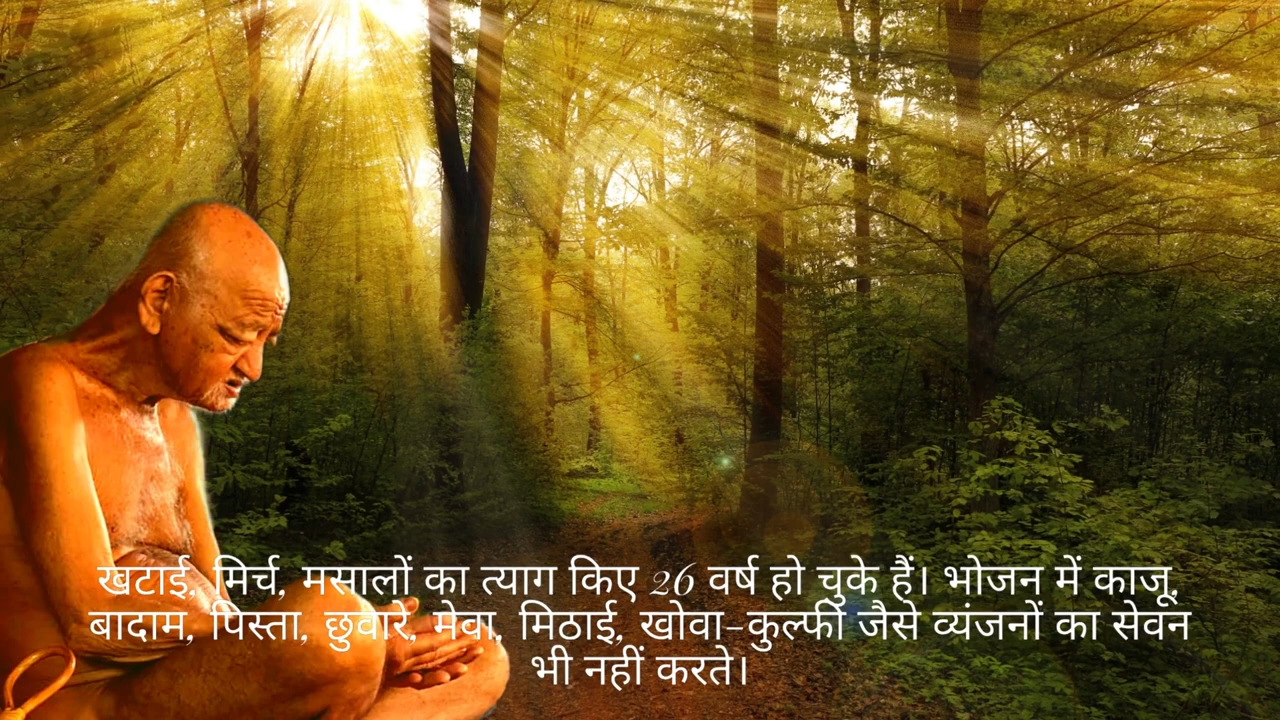 खटाई, मिर्च, मसालों का त्याग किए 26 वर्ष हो चुके हैं। भोजन में काजू,
बादाम, पिस्ता, छुवारे, मेवा, मिठाई, खोवा-कुल्फी जैसे व्यंजनों का सेवन
भी नहीं करते।